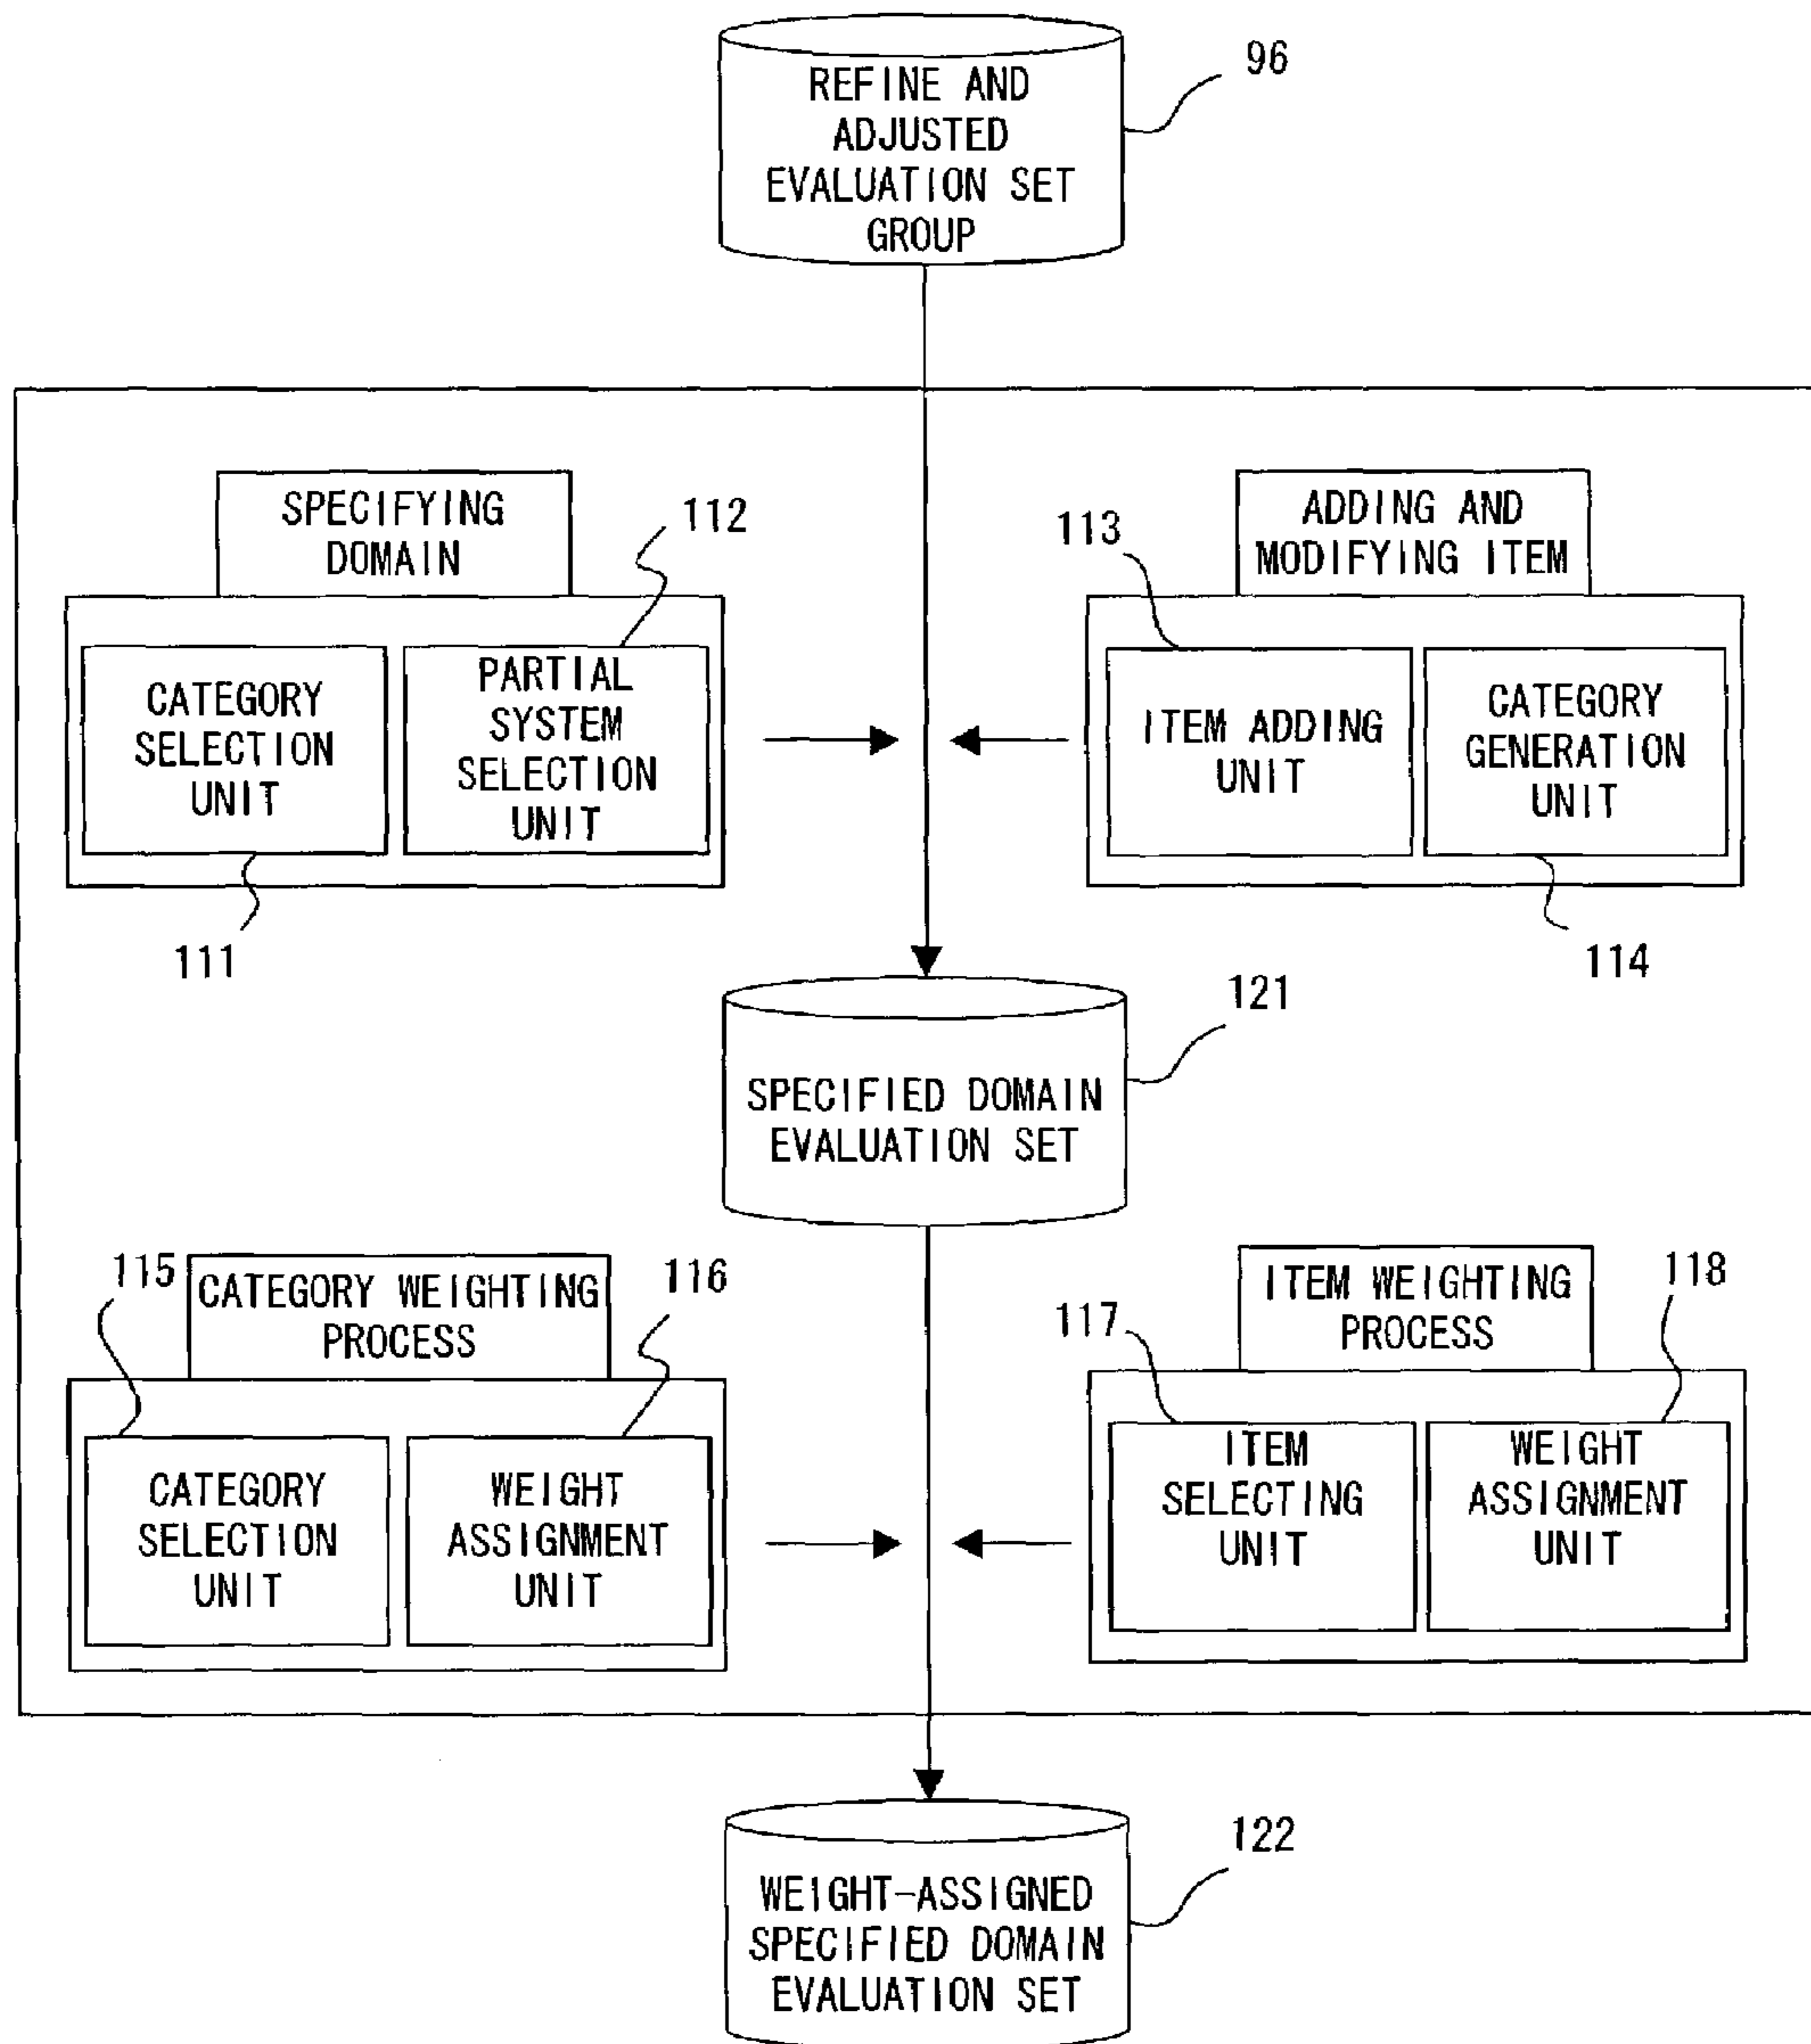 REFINE AND
ADJUSTED
EVALUATION SET
GROUP
96
SPECIFYING
DOMAIN
112
CATEGORY
SELECTION
UNIT
PARTIAL
SYSTEM
SELECTION
UNIT
111
ADDING AND
MODIFYING ITEM
113
ITEM ADDING
UNIT
CATEGORY
GENERATION
UNIT
114
121
SPECIFIED DOMAIN
EVALUATION SET
115
CATEGORY WEIGHTING
PROCESS
116
CATEGORY
SELECTION
UNIT
WEIGHT
ASSIGNMENT
UNIT
ITEM WEIGHTING
PROCESS
117
118
ITEM
SELECTING
UNIT
WEIGHT
ASSIGNMENT
UNIT
122
WEIGHT-ASSIGNED
SPECIFIED DOMAIN
EVALUATION SET